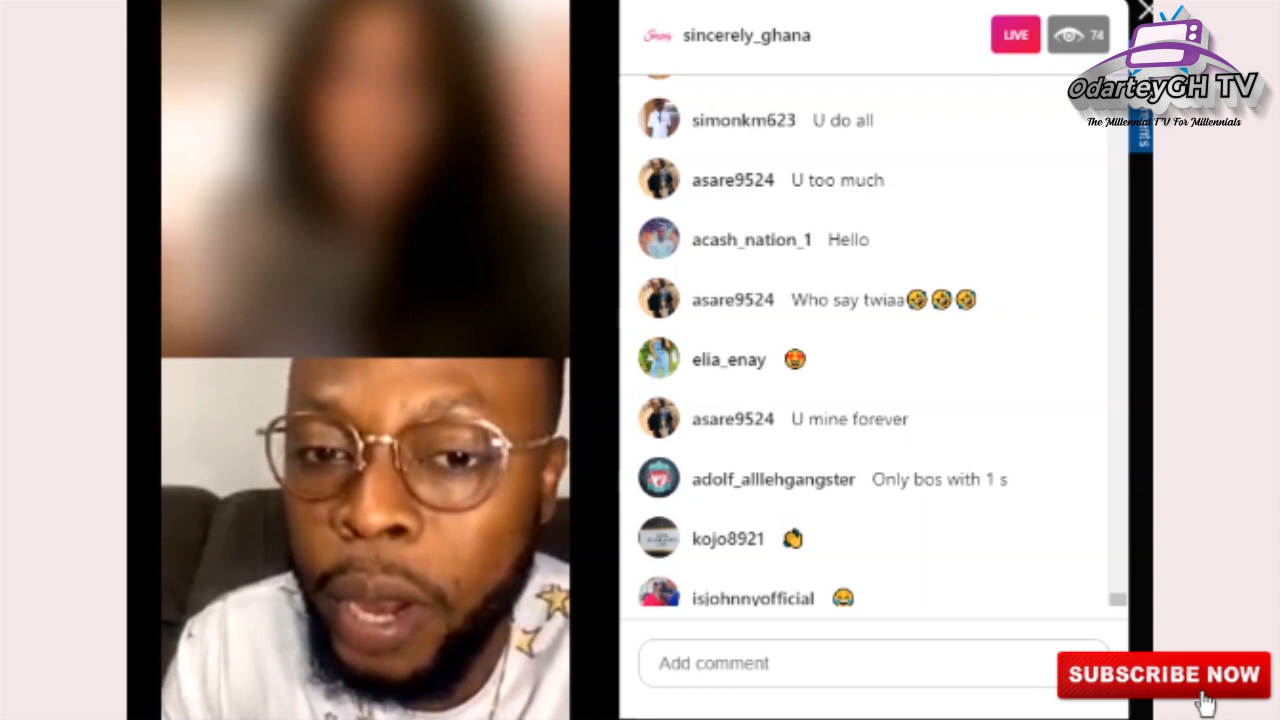 sincerely_ghana
LIVE
74
OdarteyGH TV
The Millennial TV For Millennials
simonkm623 U do all
asare9524 U too much
acash_nation_1 Hello
asare9524 Who say twiaa🤣🤣🤣
elia_enay 😍
asare9524 U mine forever
adolf_alllehgangster Only bos with 1 s
kojo8921 👏
isjohnnyofficial 😂
Add comment
SUBSCRIBE NOW